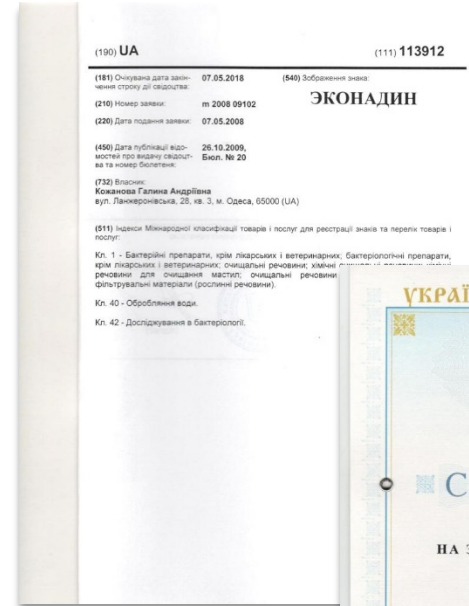 (190) UA
(111) 113912
(181) Очікувана дата закін- 07.05.2018
чення строку дії свідоцтва:
(540) Зображення знака:
ЭКОНАДИН
(210) Номер заявки: m 2008 09102
(220) Дата подання заявки: 07.05.2008
(450) Дата публікації відо- 26.10.2009,
мостей про видачу свідоцт- Бюл. № 20
ва та номер бюлетеня:
(732) Власник:
Кожанова Галина Андріївна
вул. Ланжеронівська, 28, кв. 3, м. Одеса, 65000 (UA)
(511) Індекси Міжнародної класифікації товарів і послуг для реєстрації знаків та перелік товарів і
послуг:
Кл. 1 - Бактерійні препарати, крім лікарських і ветеринарних; бактеріологічні препарати,
крім лікарських і ветеринарних; очищальні речовини; хімічні
речовини для очищання мастил; очищальні речовини
фільтрувальні матеріали (рослинні речовини).
Кл. 40 - Обробляння води.
Кл. 42 - Досліджування в бактеріології.
УКРАЇ
С
НА З